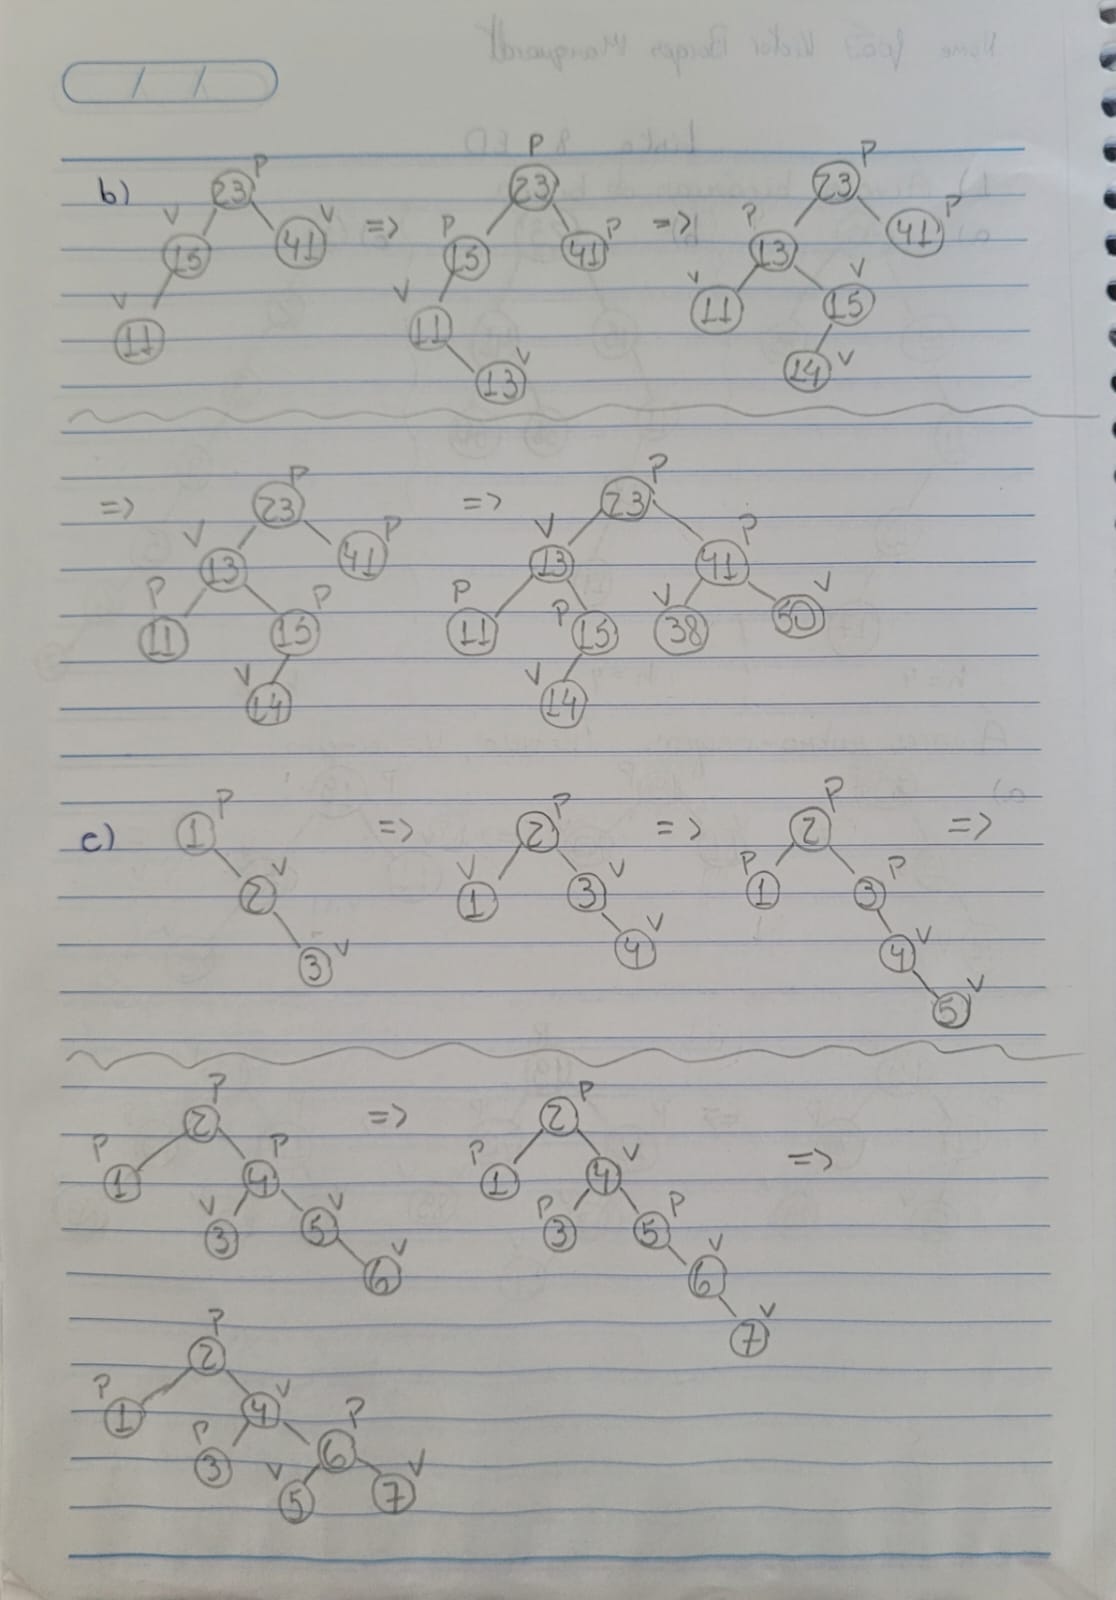 / /
P P P
b) 23 23 23
V V => P P => P P
15 41 15 41 13 41
V V V V
11 11 11 15
V V
13 14
P P
=> 23 => 23
V P V P
13 41 13 41
P P P P V V
11 15 11 15 38 50
V V
14 14
P P P
c) 1 => 2 => 2 =>
V V V P P
2 1 3 1 3
V V V
3 4 4
V
5
P P
2 => 2
P P P V =>
1 4 1 4
V V P P
3 5 3 5
V V
6 6
V
7
P
2
P V
1 4
P P
3 6
V V
5 7